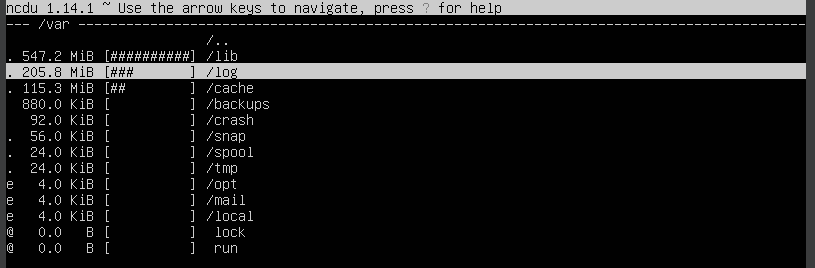 ncdu 1.14.1 ~ Use the arrow keys to navigate, press ? for help
--- /var ---------------------------------------------------------------------------------------------
                         /..
. 547.2 MiB [##########] /lib
. 205.8 MiB [###       ] /log
. 115.3 MiB [##        ] /cache
  880.0 KiB [          ] /backups
   92.0 KiB [          ] /crash
.  56.0 KiB [          ] /snap
.  24.0 KiB [          ] /spool
.  24.0 KiB [          ] /tmp
e   4.0 KiB [          ] /opt
e   4.0 KiB [          ] /mail
e   4.0 KiB [          ] /local
@   0.0   B [          ]  lock
@   0.0   B [          ]  run